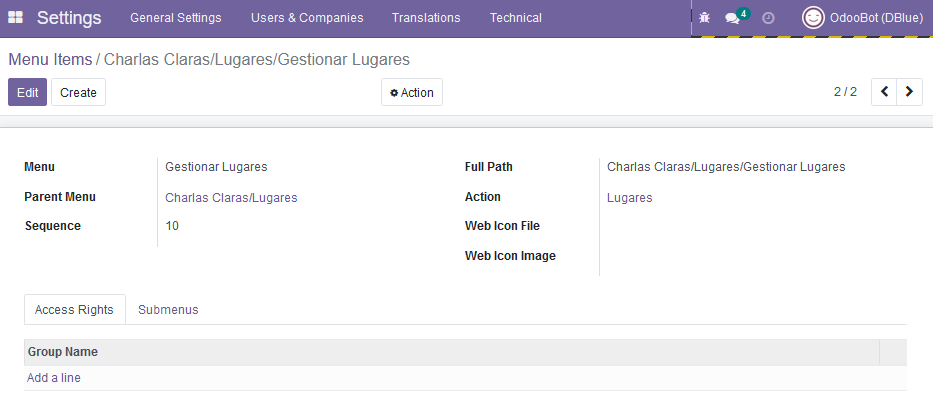 Settings General Settings Users & Companies Translations Technical 4 OdooBot (DBlue)
Menu Items / Charlas Claras/Lugares/Gestionar Lugares
Edit Create Action 2 / 2
Menu Gestionar Lugares Full Path Charlas Claras/Lugares/Gestionar Lugares
Parent Menu Charlas Claras/Lugares Action Lugares
Sequence 10 Web Icon File
Web Icon Image
Access Rights Submenus
Group Name
Add a line